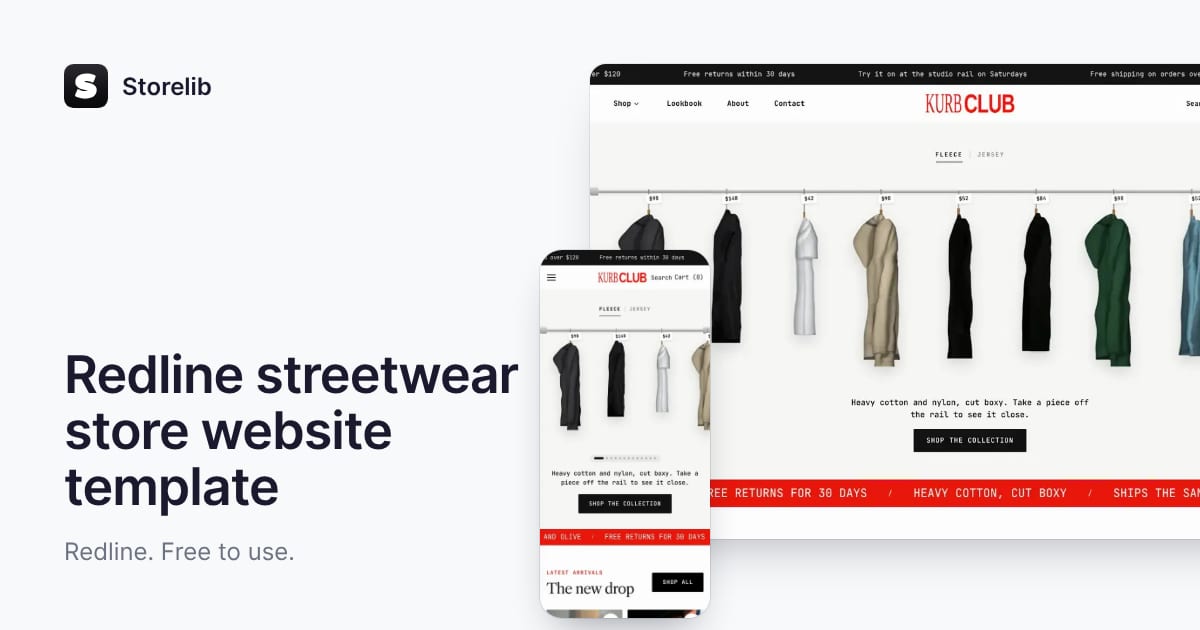 Storelib
Redline streetwear
store website
template
Redline. Free to use.
er $120
Free returns within 30 days
Try it on at the studio rail on Saturdays
Free shipping on orders ove
Shop
Lookbook
About
Contact
KURB CLUB
Sear
FLEECE
JERSEY
$98
$148
$42
$98
$52
$84
$98
$52
Heavy cotton and nylon, cut boxy. Take a piece off
the rail to see it close.
SHOP THE COLLECTION
REE RETURNS FOR 30 DAYS / HEAVY COTTON, CUT BOXY / SHIPS THE SAM
over $120
Free returns within 30 days
KURB CLUB
Search Cart (0)
FLEECE
JERSEY
$98
$148
$42
Heavy cotton and nylon, cut boxy. Take a
piece off the rail to see it close.
SHOP THE COLLECTION
AND OLIVE / FREE RETURNS FOR 30 DAYS
LATEST ARRIVALS
The new drop
SHOP ALL